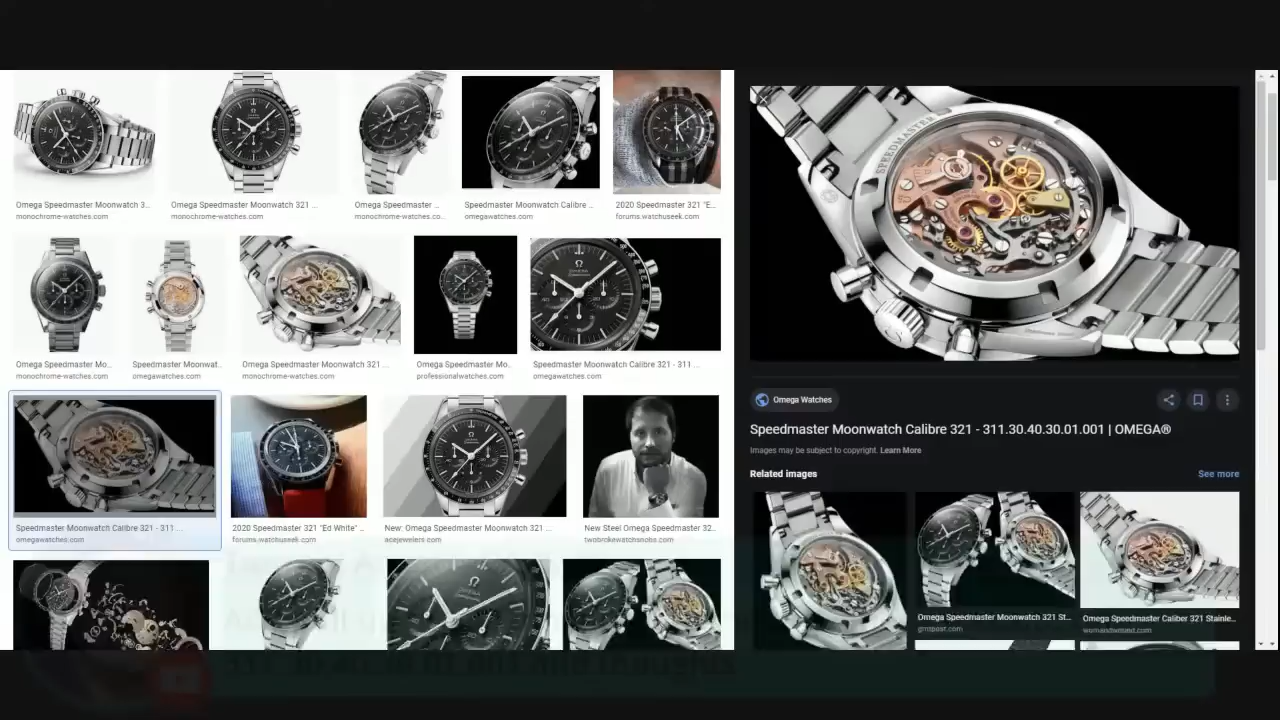 Omega Speedmaster Moonwatch 3...
monochrome-watches.com
Omega Speedmaster Moonwatch 321 ...
monochrome-watches.com
Omega Speedmaster ...
monochrome-watches.co...
Speedmaster Moonwatch Calibre ...
omegawatches.com
2020 Speedmaster 321 "E...
forums.watchuseek.com
Omega Speedmaster Mo...
monochrome-watches.com
Speedmaster Moonwat...
omegawatches.com
Omega Speedmaster Moonwatch 321 ...
monochrome-watches.com
Omega Speedmaster Mo...
professionalwatches.com
Speedmaster Moonwatch Calibre 321 - 311 ...
omegawatches.com
Speedmaster Moonwatch Calibre 321 - 311 ...
omegawatches.com
2020 Speedmaster 321 "Ed White" ...
forums.watchuseek.com
New: Omega Speedmaster Moonwatch 321 ...
acejewelers.com
New Steel Omega Speedmaster 32...
twobrokewatchsnobs.com
SPEEDMASTER
Omega Watches
Speedmaster Moonwatch Calibre 321 - 311.30.40.30.01.001 | OMEGA®
Images may be subject to copyright. Learn More
Related images
See more
Omega Speedmaster Moonwatch 321 St...
gmtpost.com
Omega Speedmaster Caliber 321 Stainle...
wornandwound.com